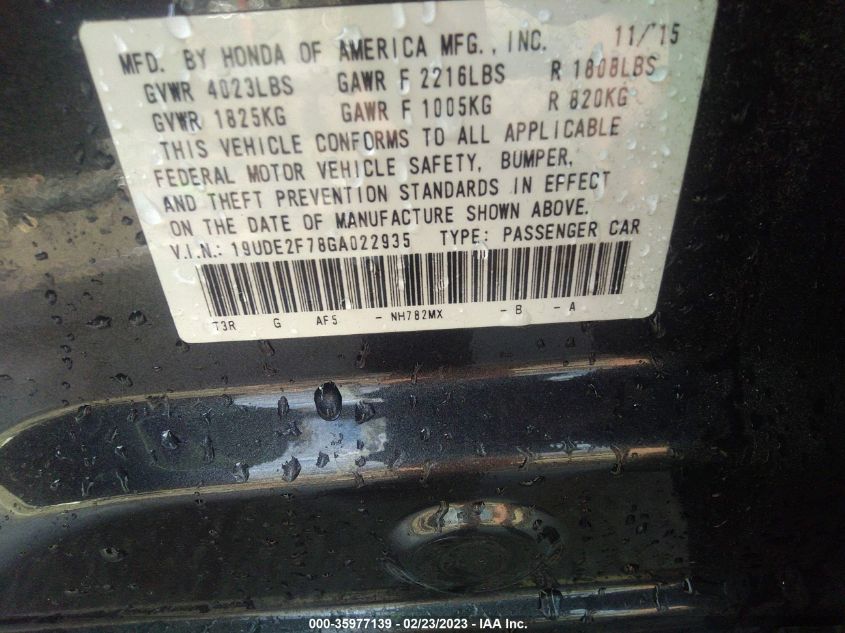 MFD. BY HONDA OF AMERICA MFG., INC. 11/'15
GVWR 4023LBS GAWR F 2216LBS R 1808LBS
GVWR 1825KG GAWR F 1005KG R 820KG
THIS VEHICLE CONFORMS TO ALL APPLICABLE
FEDERAL MOTOR VEHICLE SAFETY, BUMPER,
AND THEFT PREVENTION STANDARDS IN EFFECT
ON THE DATE OF MANUFACTURE SHOWN ABOVE.
V.I.N.: 19UDE2F78GA022935 TYPE: PASSENGER CAR
T3R G AF5 - NH782MX - B - A
000-35977139 - 02/23/2023 - IAA Inc.